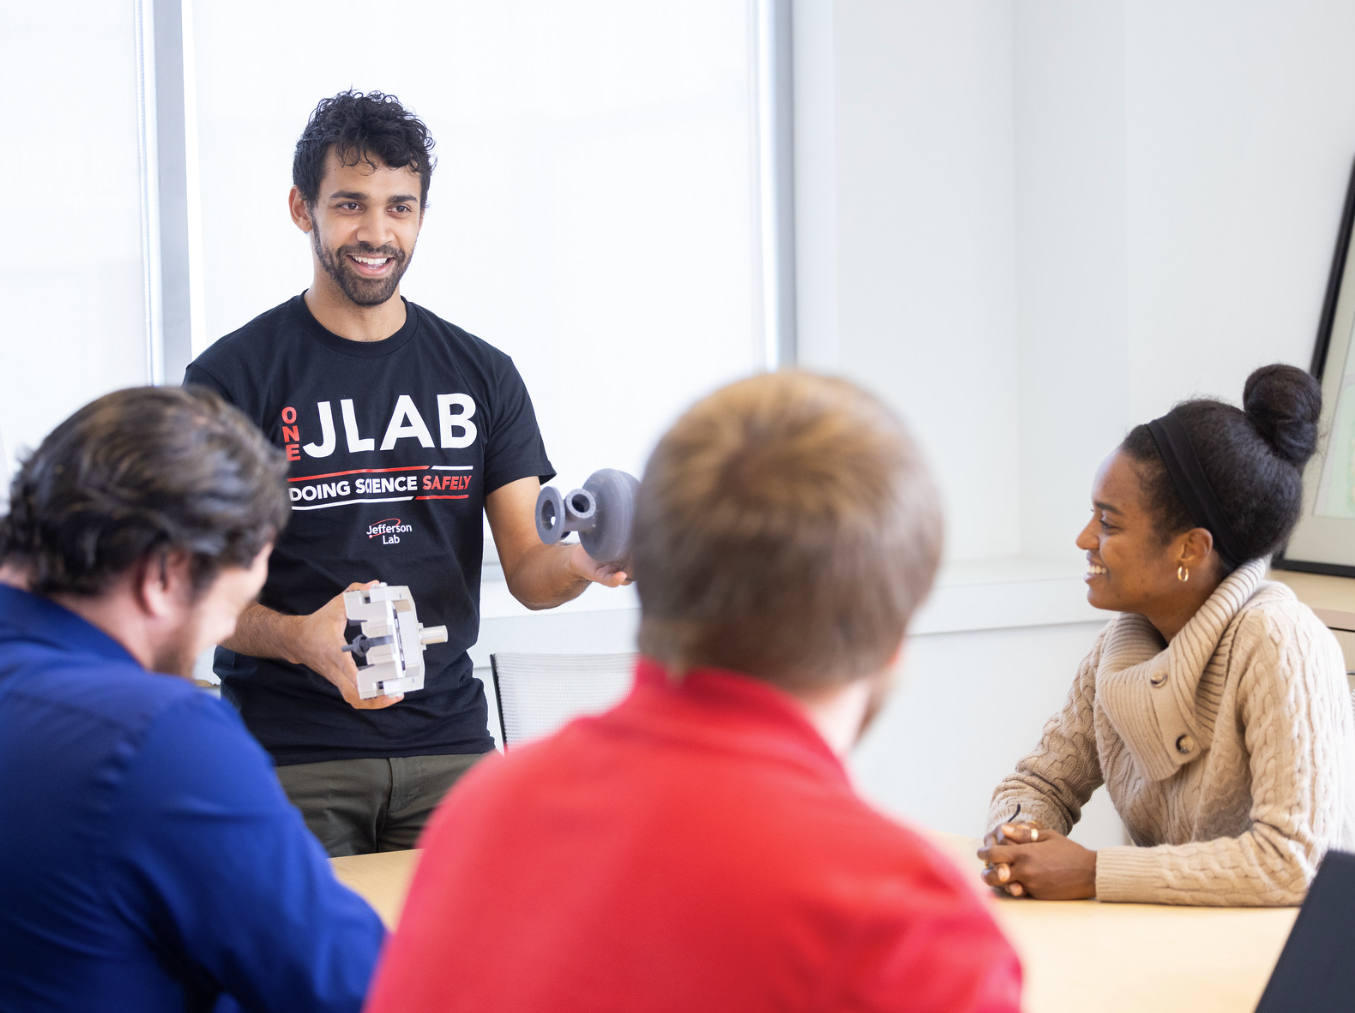 ONE JLAB
DOING SCIENCE SAFELY
Jefferson
Lab